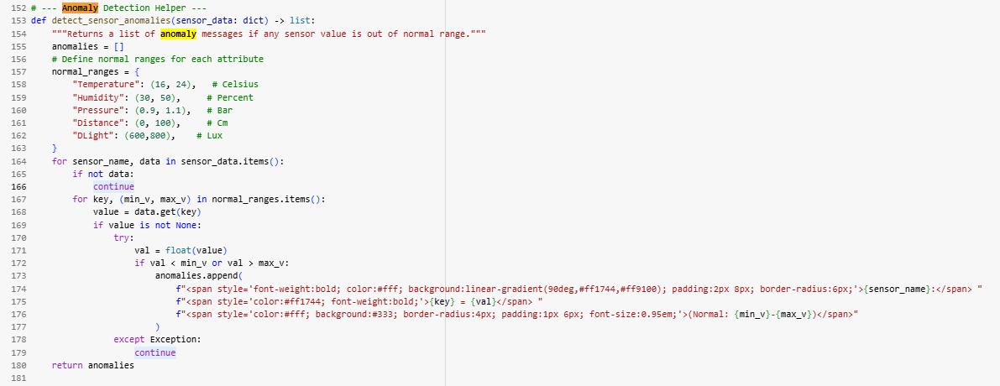 152 # --- Anomaly Detection Helper ---
153 def detect_sensor_anomalies(sensor_data: dict) -> list:
154     """Returns a list of anomaly messages if any sensor value is out of normal range."""
155     anomalies = []
156     # Define normal ranges for each attribute
157     normal_ranges = {
158         "Temperature": (16, 24),   # Celsius
159         "Humidity": (30, 50),     # Percent
160         "Pressure": (0.9, 1.1),   # Bar
161         "Distance": (0, 100),     # Cm
162         "DLight": (600,800),    # Lux
163     }
164     for sensor_name, data in sensor_data.items():
165         if not data:
166             continue
167         for key, (min_v, max_v) in normal_ranges.items():
168             value = data.get(key)
169             if value is not None:
170                 try:
171                     val = float(value)
172                     if val < min_v or val > max_v:
173                         anomalies.append(
174                             f"<span style='font-weight:bold; color:#fff; background:linear-gradient(90deg,#ff1744,#ff9100); padding:2px 8px; border-radius:6px;'>{sensor_name}:</span> "
175                             f"<span style='color:#ff1744; font-weight:bold;'>{key} = {val}</span> "
176                             f"<span style='color:#fff; background:#333; border-radius:4px; padding:1px 6px; font-size:0.95em;'>(Normal: {min_v}-{max_v})</span>"
177                         )
178                 except Exception:
179                     continue
180     return anomalies
181